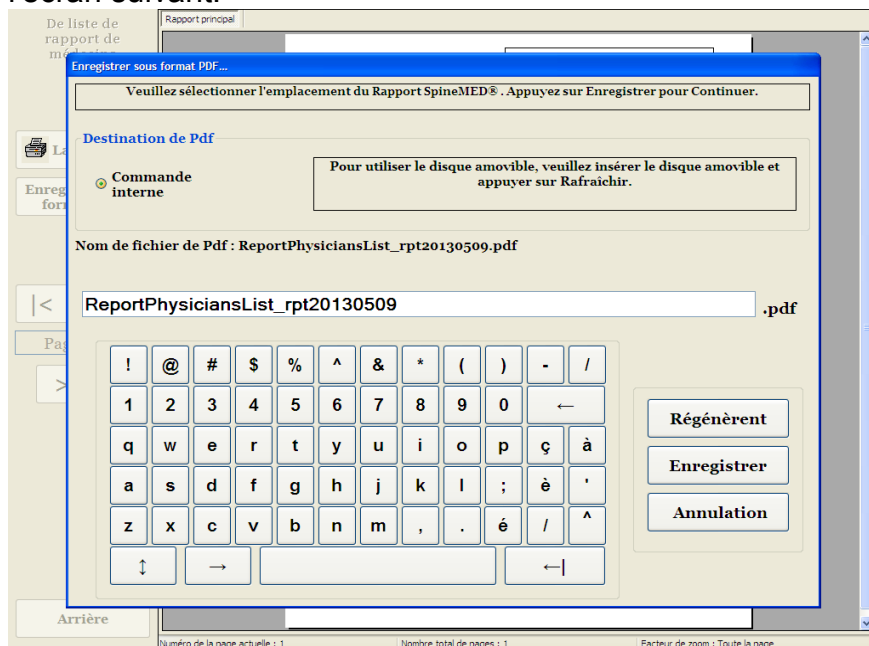 l'écran suivant.
De liste de
rapport de
Rapport principal
Enregistrer sous format PDF...
Veuillez sélectionner l'emplacement du Rapport SpineMED® . Appuyez sur Enregistrer pour Continuer.
Destination de Pdf
Commande
interne
Pour utiliser le disque amovible, veuillez insérer le disque amovible et
appuyer sur Rafraîchir.
Nom de fichier de Pdf : ReportPhysiciansList_rpt20130509.pdf
ReportPhysiciansList_rpt20130509
.pdf
|<
! @ # $ % ^ & * ( ) - /
1 2 3 4 5 6 7 8 9 0 ←
q w e r t y u i o p ç à
a s d f g h j k l ; è '
z x c v b n m , . é / ^
↕ → ←|
>
Régénèrent
Enregistrer
Annulation
Arrière
Numéro de la page actuelle : 1
Nombre total de pages : 1
Facteur de zoom : Toute la page